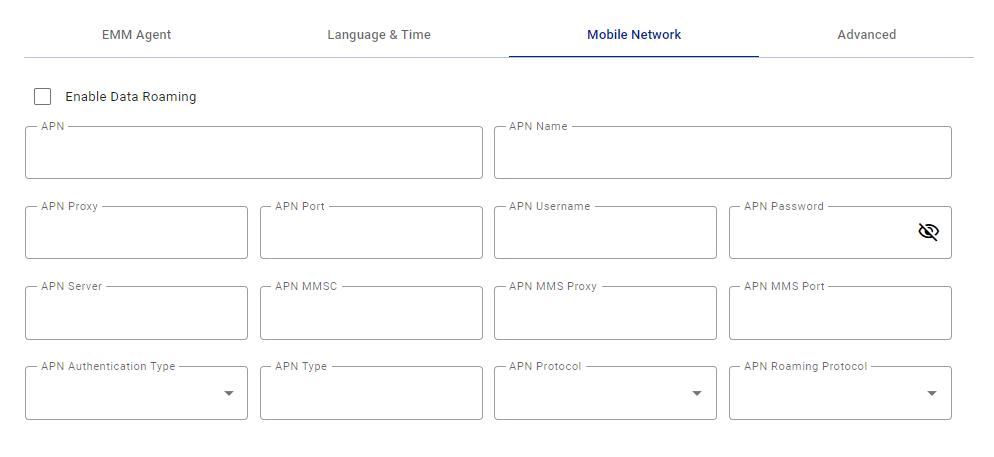 EMM Agent Language & Time Mobile Network Advanced
Enable Data Roaming
APN APN Name
APN Proxy APN Port APN Username APN Password
APN Server APN MMSC APN MMS Proxy APN MMS Port
APN Authentication Type APN Type APN Protocol APN Roaming Protocol